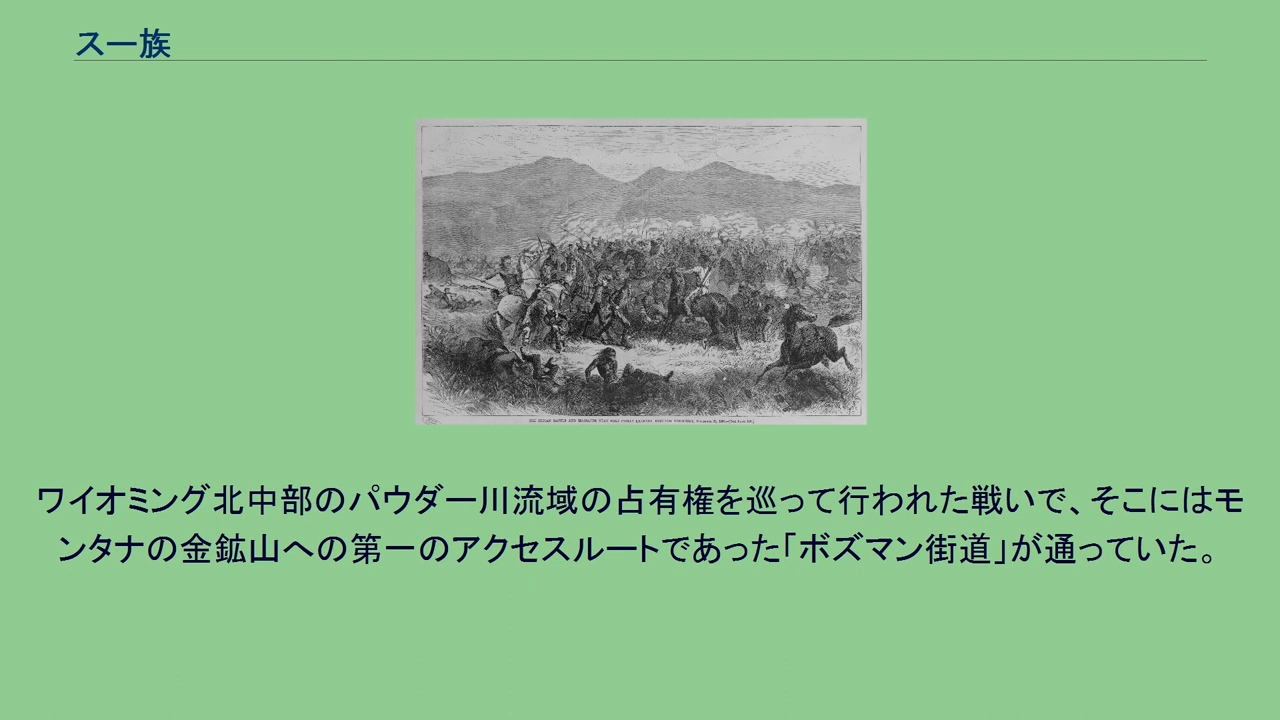 スー族
ワイオミング北中部のパウダー川流域の占有権を巡って行われた戦いで、そこにはモ
ンタナの金鉱山への第一のアクセスルートであった「ボズマン街道」が通っていた。